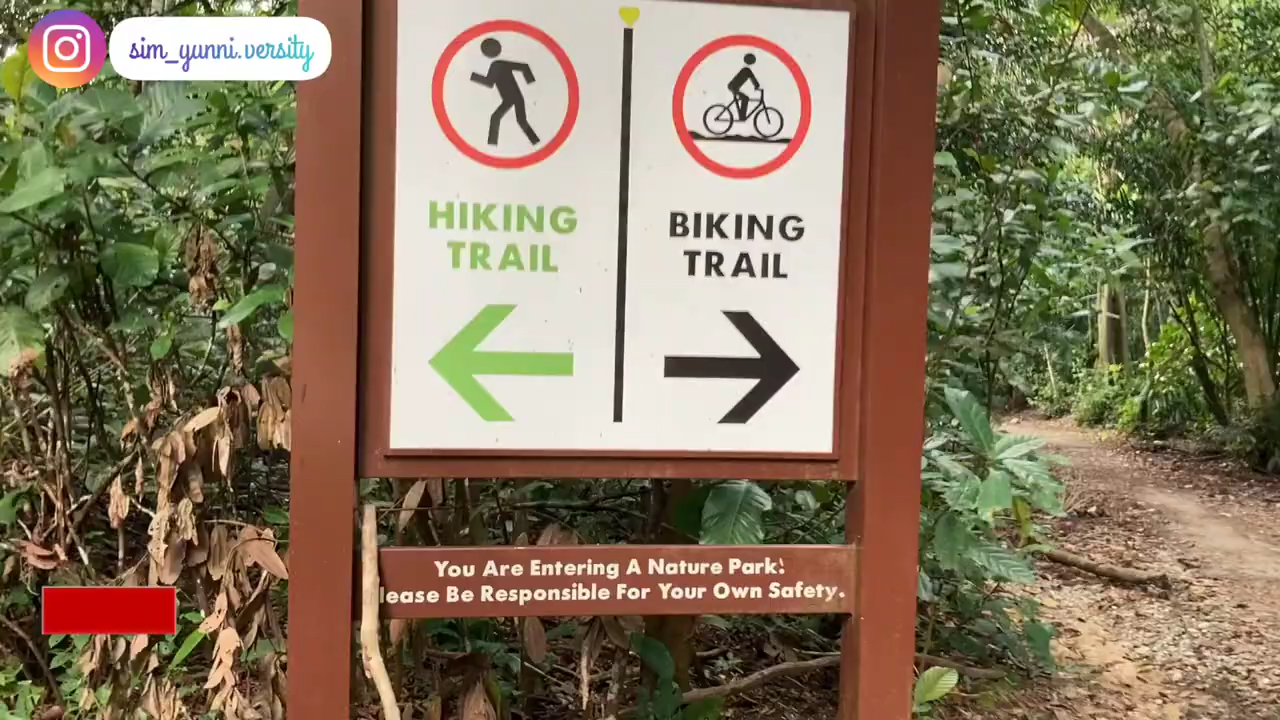 sim_yunni.versity
HIKING
TRAIL
BIKING
TRAIL
You Are Entering A Nature Park!
lease Be Responsible For Your Own Safety.